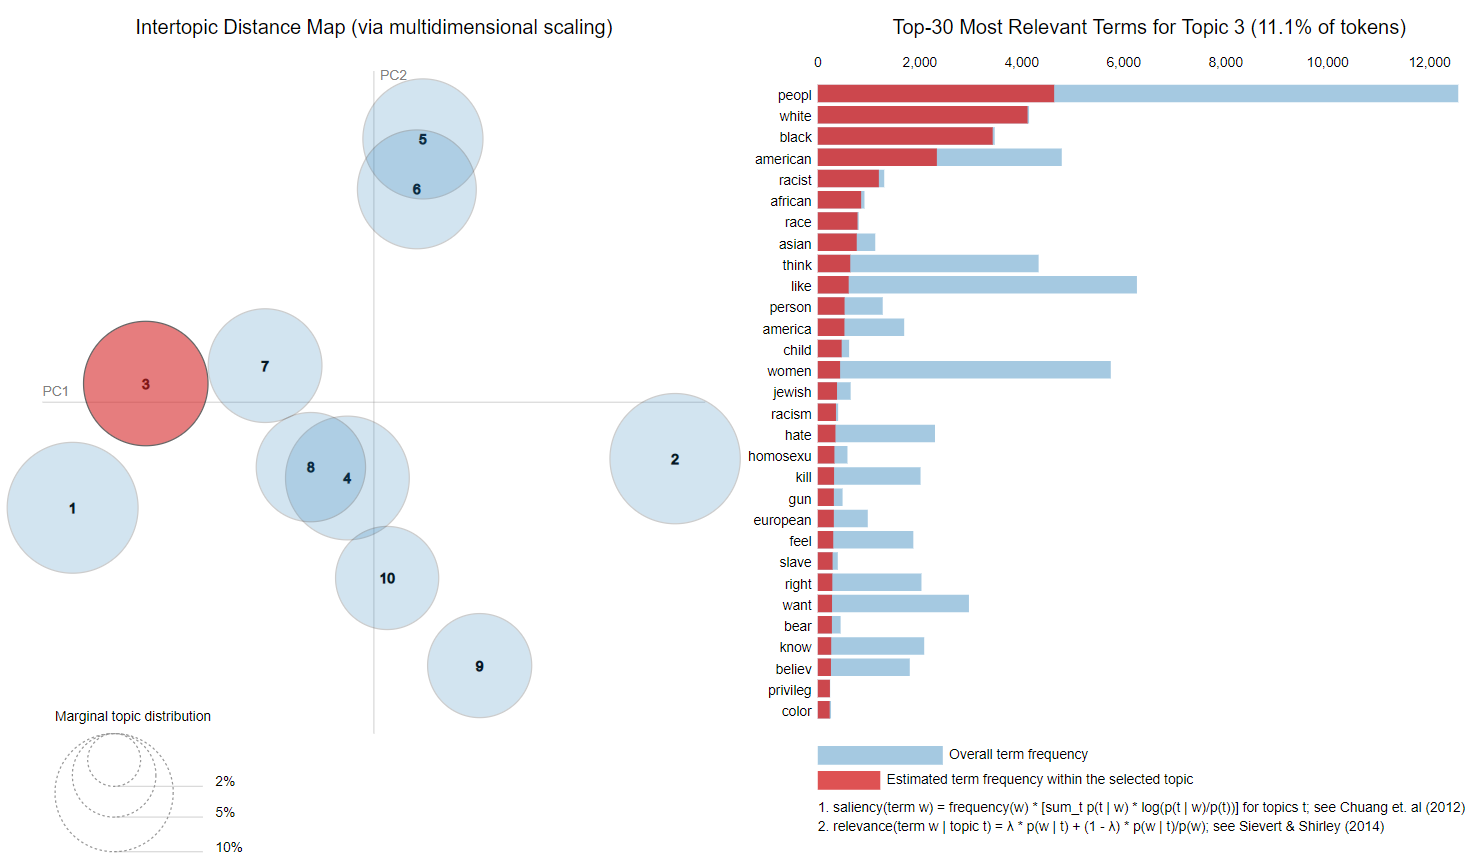 Intertopic Distance Map (via multidimensional scaling)
PC2
PC1
5
6
7
3
8
4
2
1
10
9
Marginal topic distribution
2%
5%
10%
Top-30 Most Relevant Terms for Topic 3 (11.1% of tokens)
0 2,000 4,000 6,000 8,000 10,000 12,000
peopl
white
black
american
racist
african
race
asian
think
like
person
america
child
women
jewish
racism
hate
homosexu
kill
gun
european
feel
slave
right
want
bear
know
believ
privileg
color
Overall term frequency
Estimated term frequency within the selected topic
1. saliency(term w) = frequency(w) * [sum_t p(t | w) * log(p(t | w)/p(t))] for topics t; see Chuang et. al (2012)
2. relevance(term w | topic t) = λ * p(w | t) + (1 - λ) * p(w | t)/p(w); see Sievert & Shirley (2014)